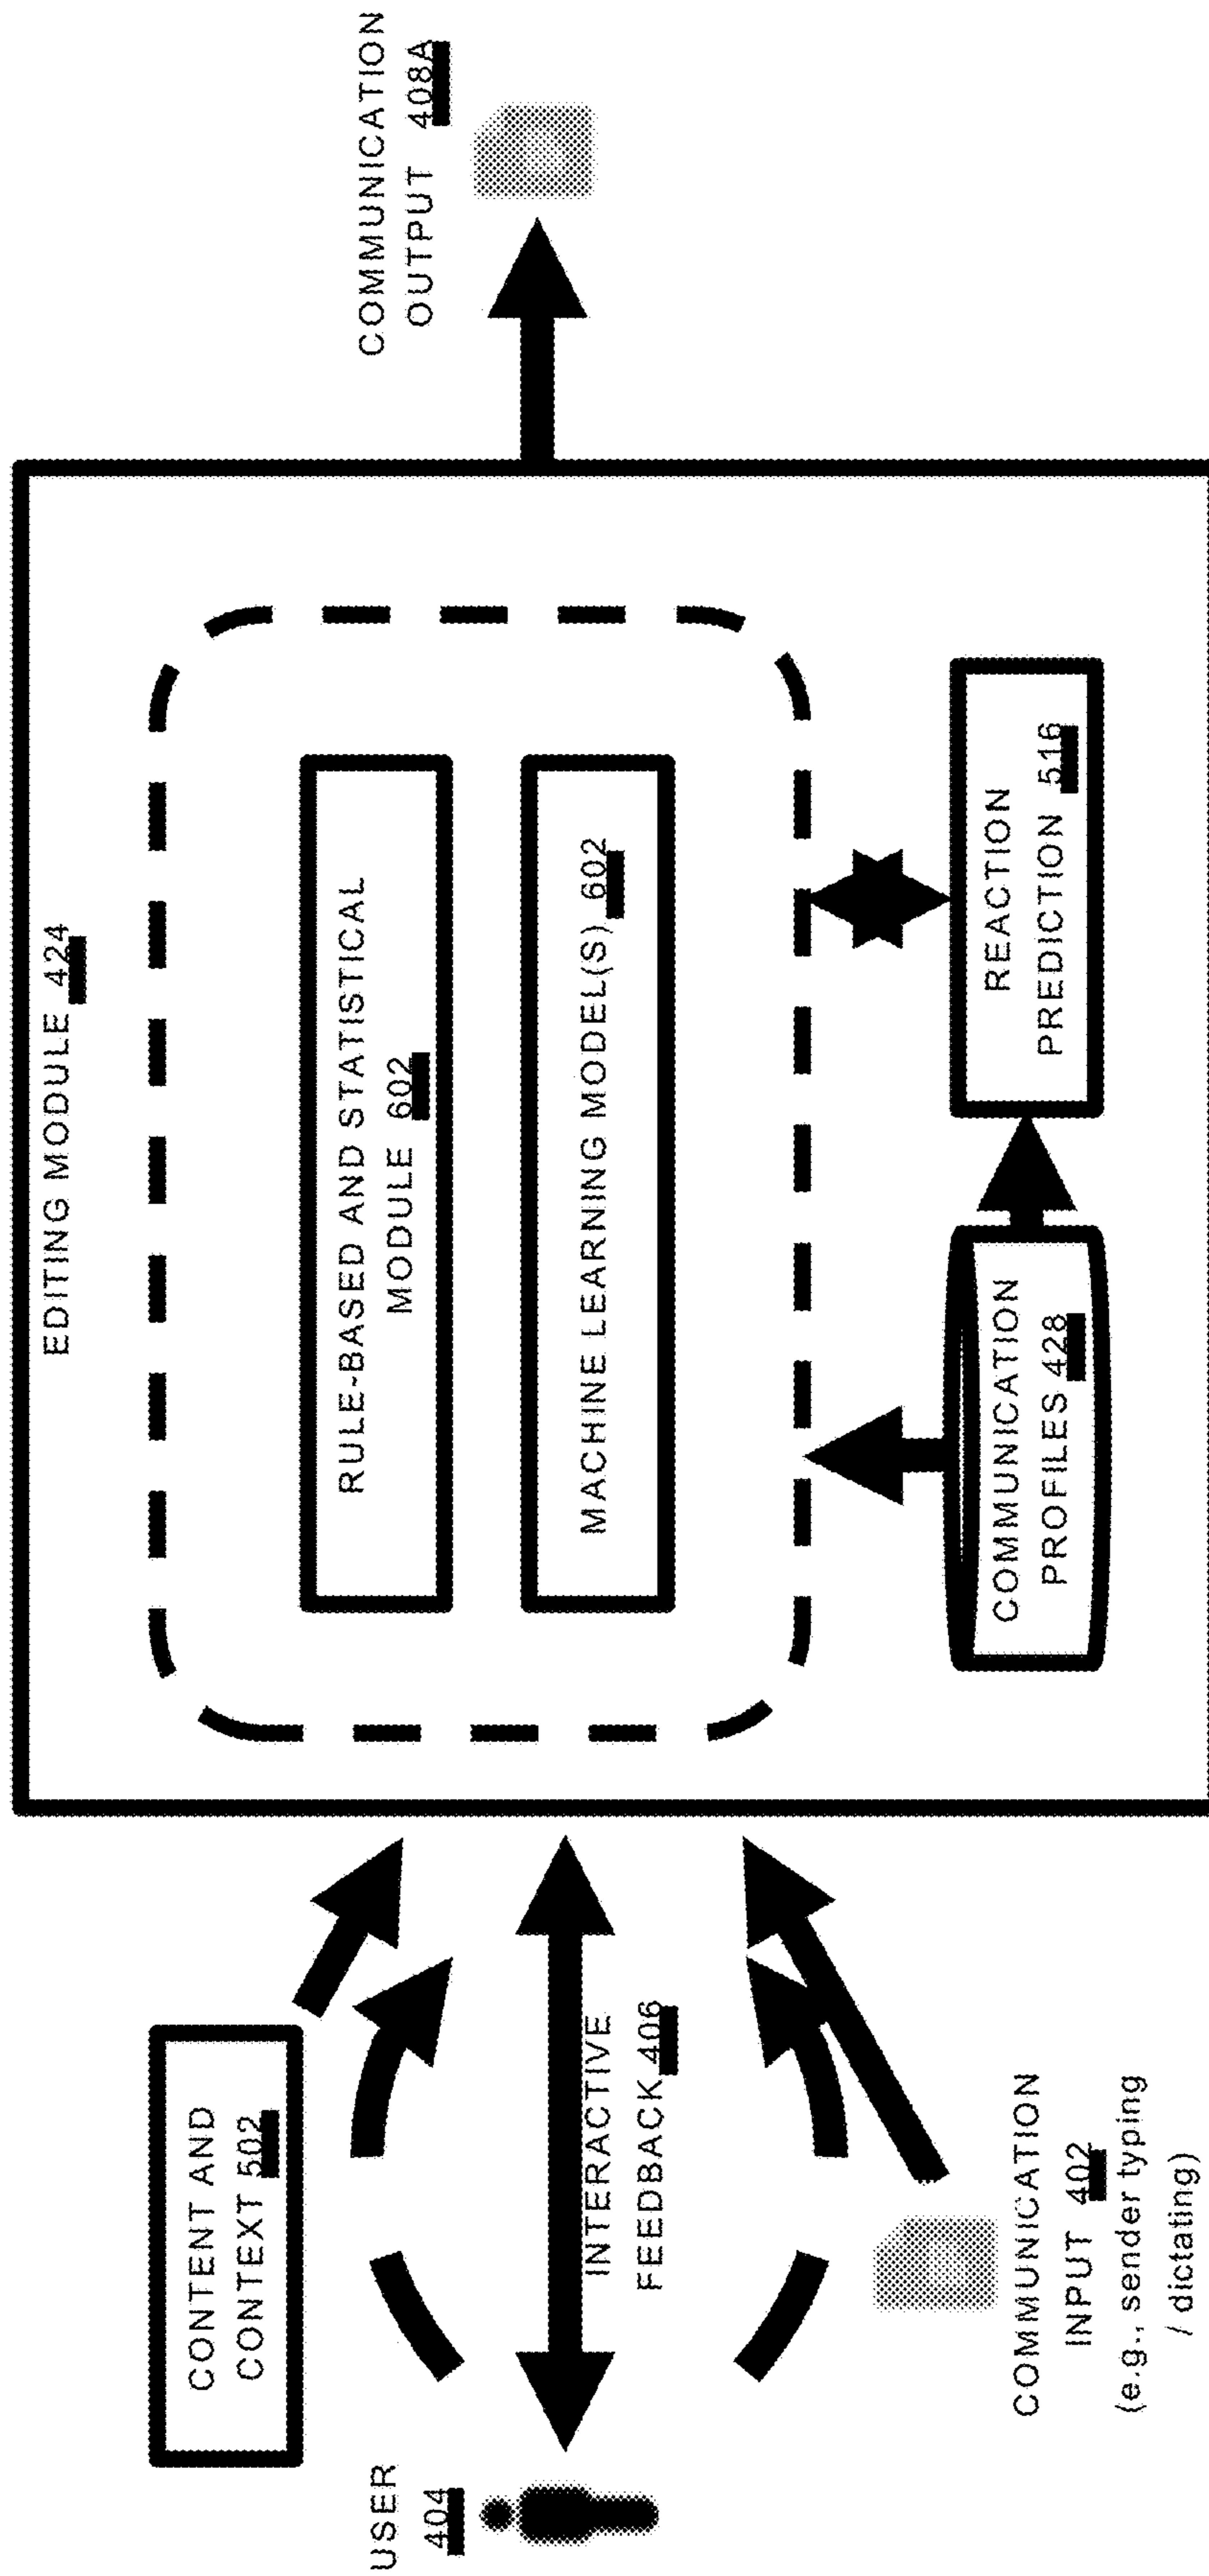 USER
404
CONTENT AND
CONTEXT 502
INTERACTIVE
FEEDBACK 406
COMMUNICATION
INPUT 402
(e.g., sender typing
/ dictating)
EDITING MODULE 424
RULE-BASED AND STATISTICAL
MODULE 602
MACHINE LEARNING MODEL(S) 602
COMMUNICATION
PROFILES 428
REACTION
PREDICTION 516
COMMUNICATION
OUTPUT 408A